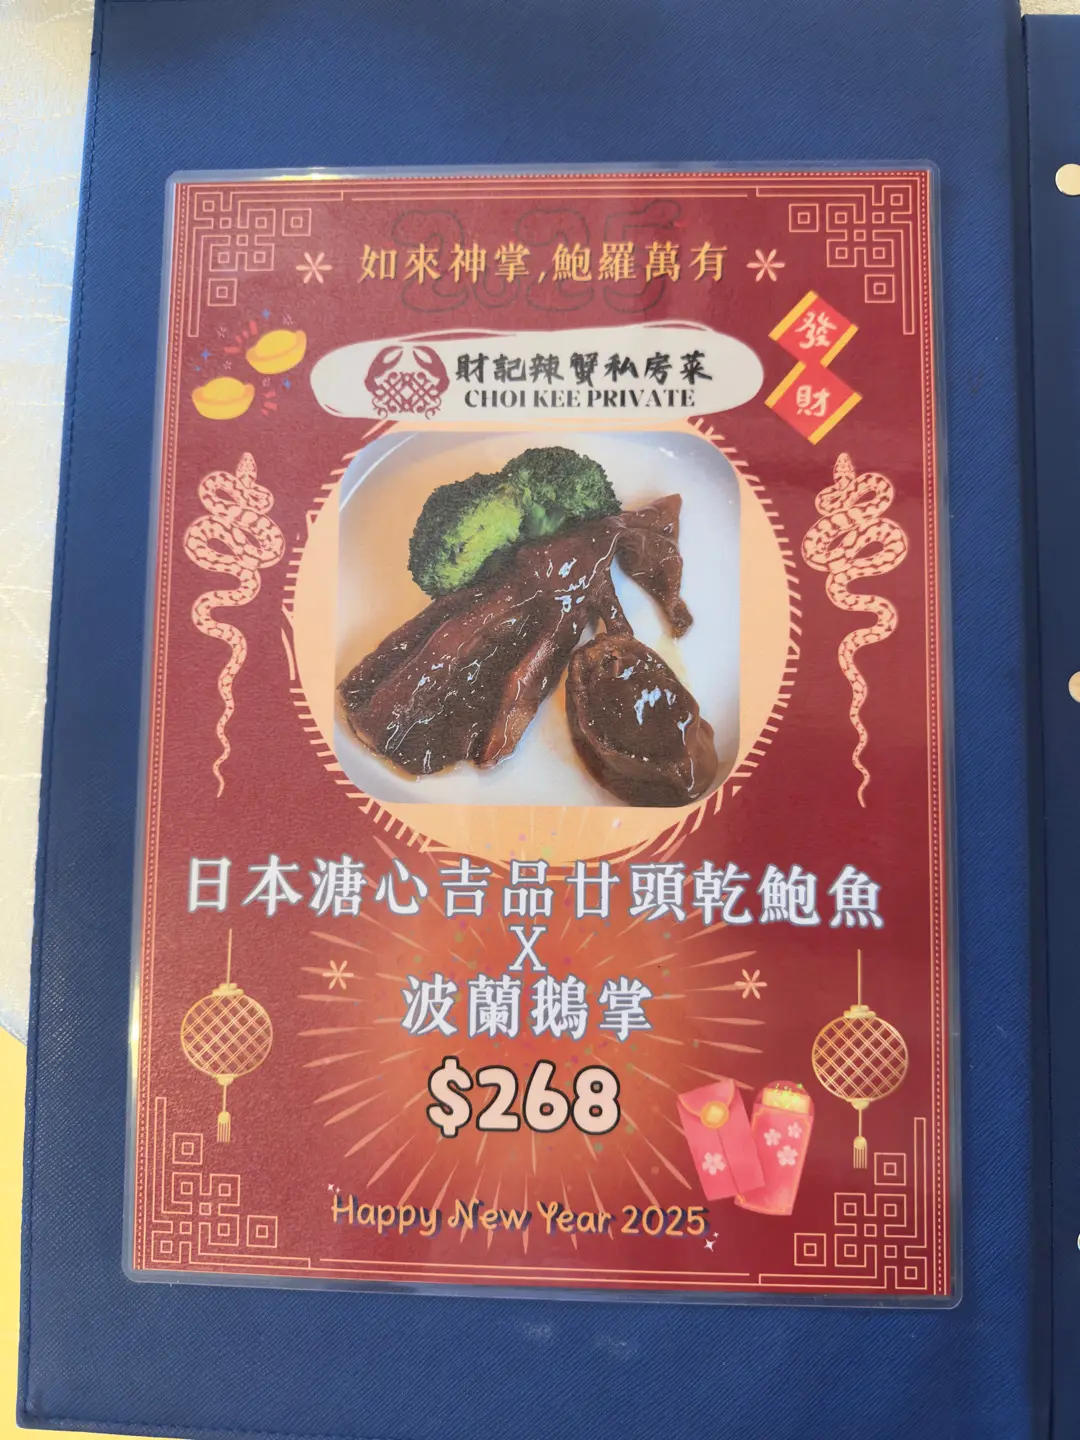 2025
如來神掌,鮑羅萬有
發財
財記辣蟹私房菜
CHOI KEE PRIVATE
日本溏心吉品廿頭乾鮑魚
X
波蘭鵝掌
$268
Happy New Year 2025